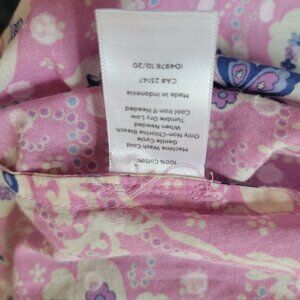 100% Cotton
Machine Wash Cold
Gentle Cycle
Only Non-Chlorine Bleach
When Needed
Tumble Dry Low
Cool Iron If Needed
Made in Indonesia
CA# 23147
ID4976 10/20